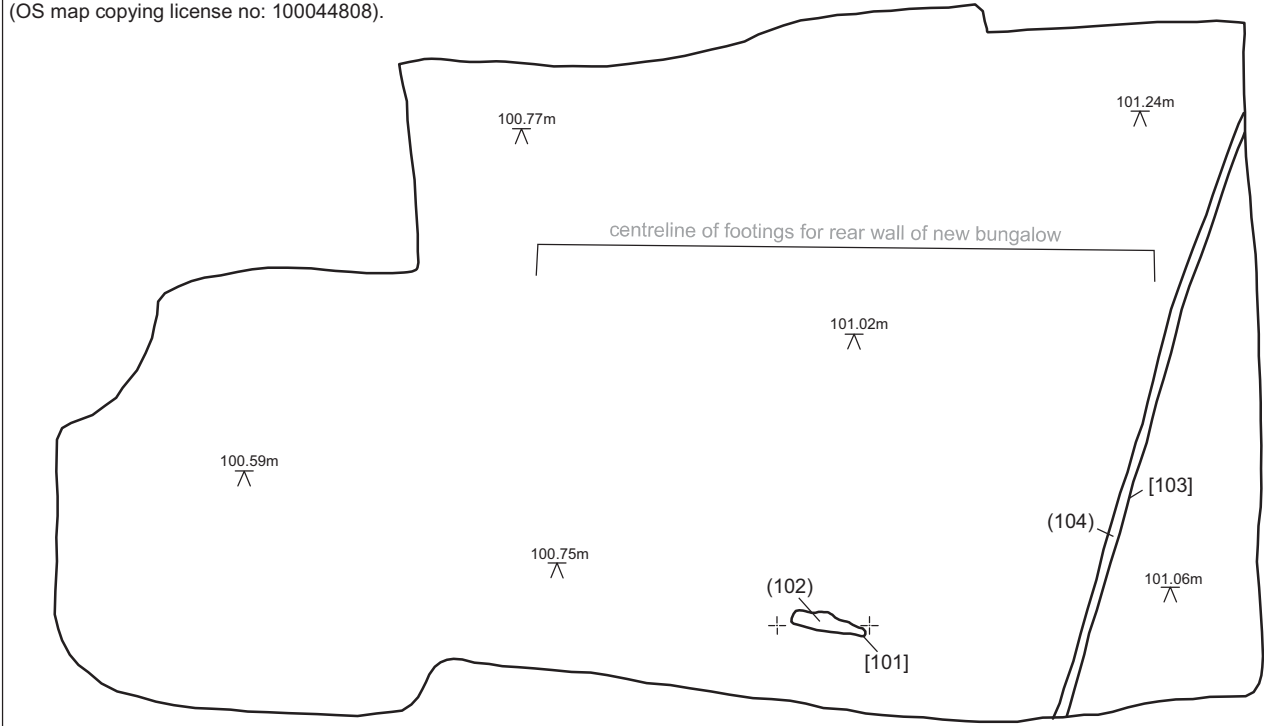 (OS map copying license no: 100044808).
101.24m
100.77m
centreline of footings for rear wall of new bungalow
101.02m
100.59m
[103]
(104)
100.75m
101.06m
(102)
[101]